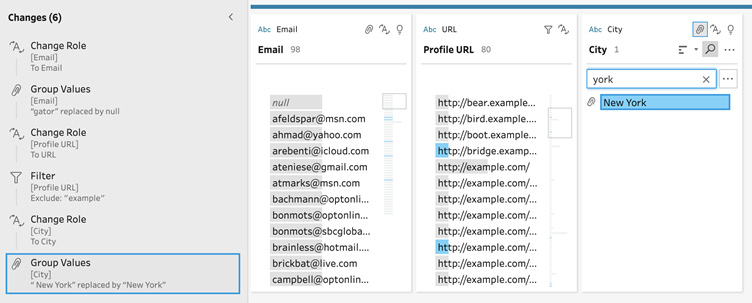 Changes (6)
Change Role
[Email]
To Email
Group Values
[Email]
"gator" replaced by null
Change Role
[Profile URL]
To URL
Filter
[Profile URL]
Exclude: "example"
Change Role
[City]
To City
Group Values
[City]
" New York" replaced by "New York"
Abc Email
Email 98
null
afeldspar@msn.com
ahmad@yahoo.com
arebenti@icloud.com
ateniese@gmail.com
atmarks@msn.com
bachmann@optonlin...
bonmots@optonlin...
bonmots@sbcgloba...
brainless@hotmail....
brickbat@live.com
campbell@optonlin...
Abc URL
Profile URL 80
http://bear.example...
http://bird.example....
http://boot.example...
http://bridge.examp...
http://example.com/
http://example.com/...
http://example.com/...
http://example.com/...
http://example.com/...
http://example.com/...
http://example.com/...
http://example.com/...
Abc City
City 1
york
New York